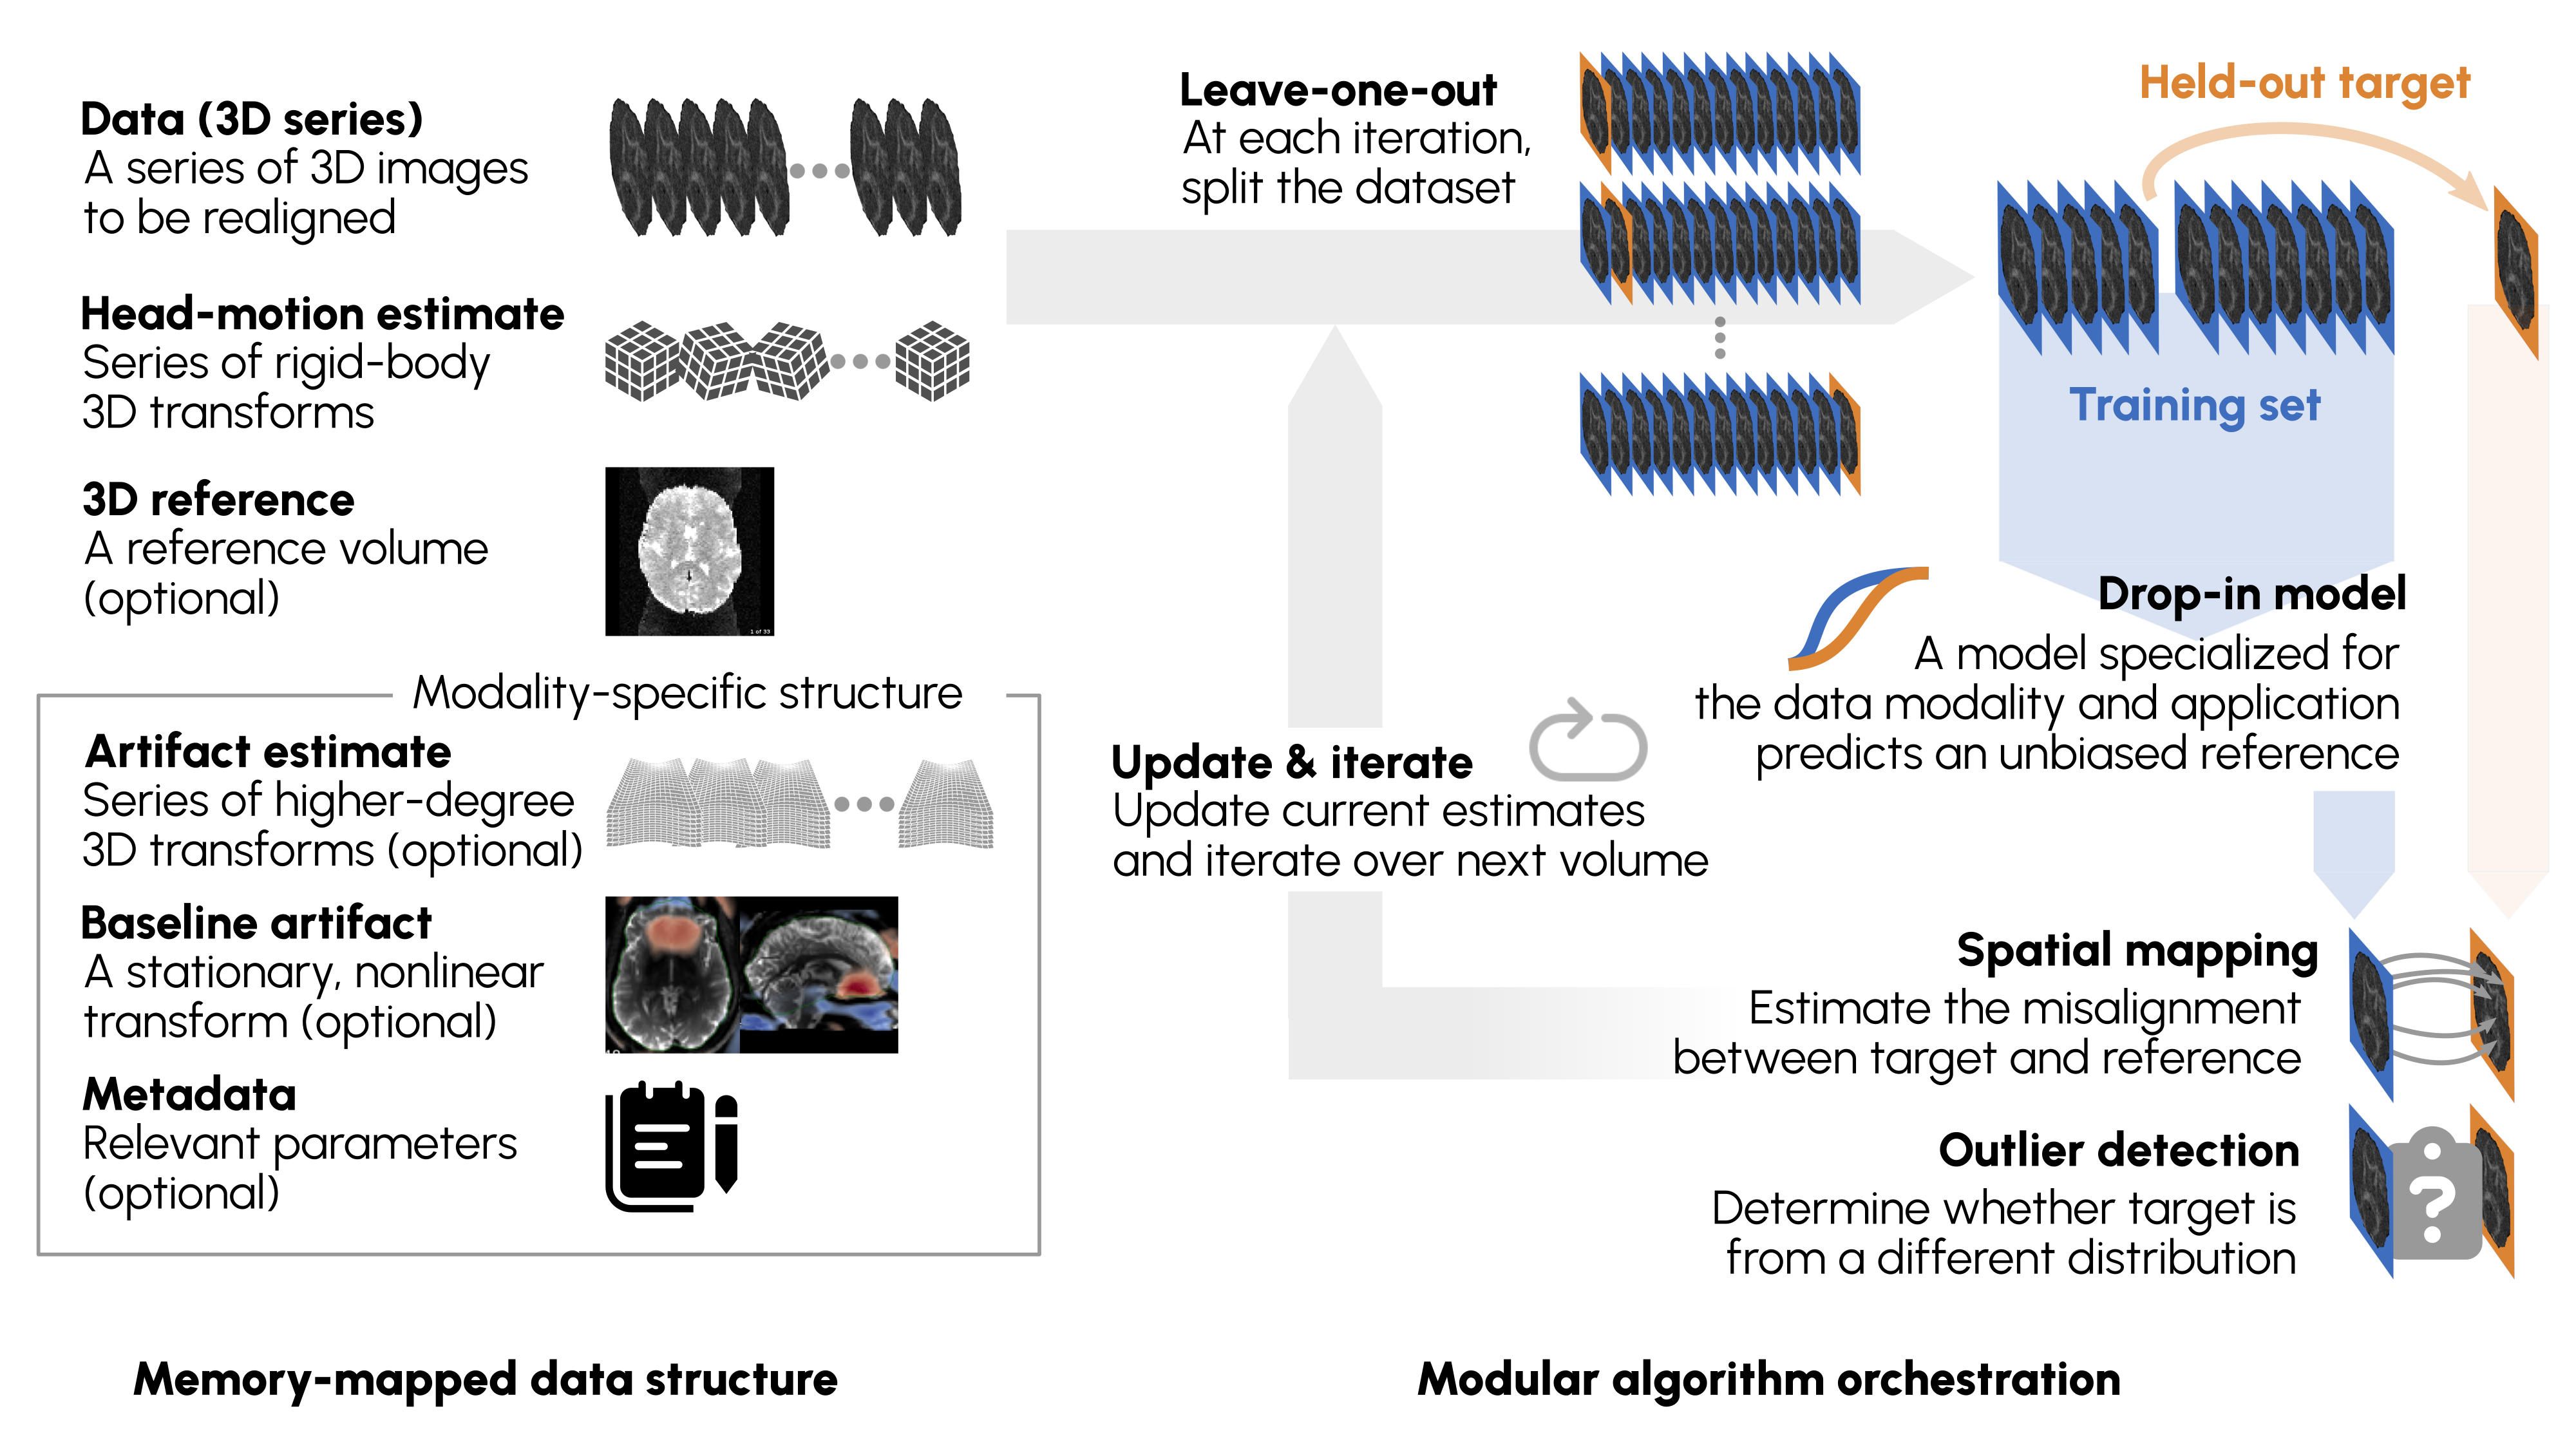 Data (3D series)
A series of 3D images
to be realigned
Head-motion estimate
Series of rigid-body
3D transforms
3D reference
A reference volume
(optional)
1 of 33
Modality-specific structure
Artifact estimate
Series of higher-degree
3D transforms (optional)
Baseline artifact
A stationary, nonlinear
transform (optional)
Metadata
Relevant parameters
(optional)
Memory-mapped data structure
Leave-one-out
At each iteration,
split the dataset
Held-out target
Training set
Drop-in model
A model specialized for
the data modality and application
predicts an unbiased reference
Update & iterate
Update current estimates
and iterate over next volume
Spatial mapping
Estimate the misalignment
between target and reference
Outlier detection
Determine whether target is
from a different distribution
?
Modular algorithm orchestration